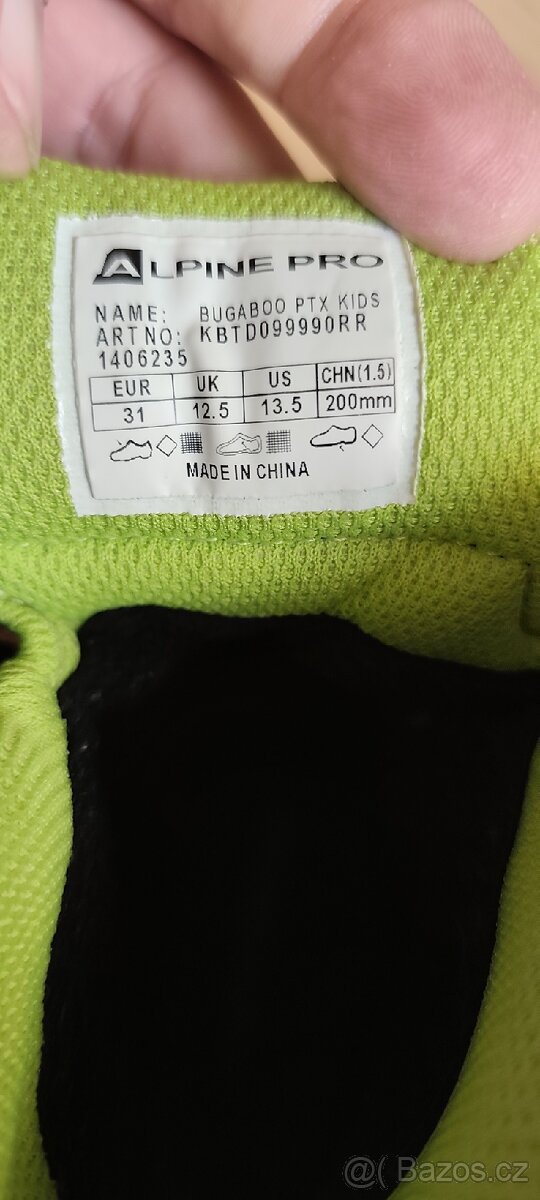 ALPINE PRO
NAME: BUGABOO PTX KIDS
ART NO: KBTD099990RR
1406235
EUR UK US CHN(1.5)
31 12.5 13.5 200mm
MADE IN CHINA
@( Bazos.cz